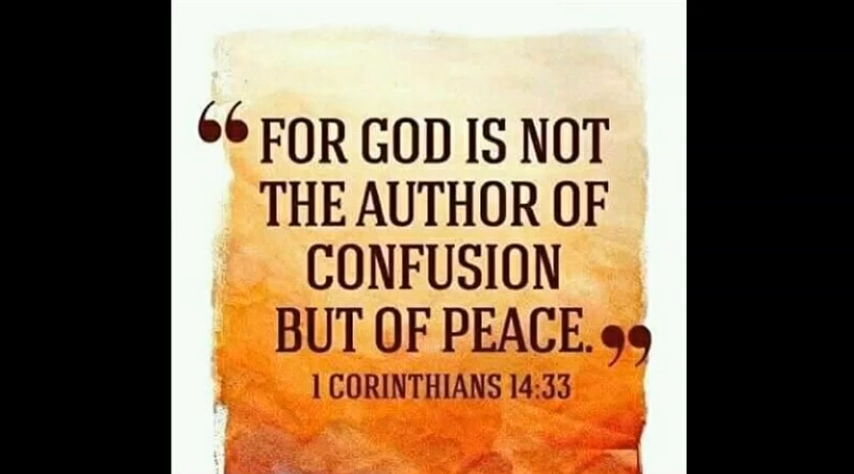 “FOR GOD IS NOT
THE AUTHOR OF
CONFUSION
BUT OF PEACE.”
1 CORINTHIANS 14:33